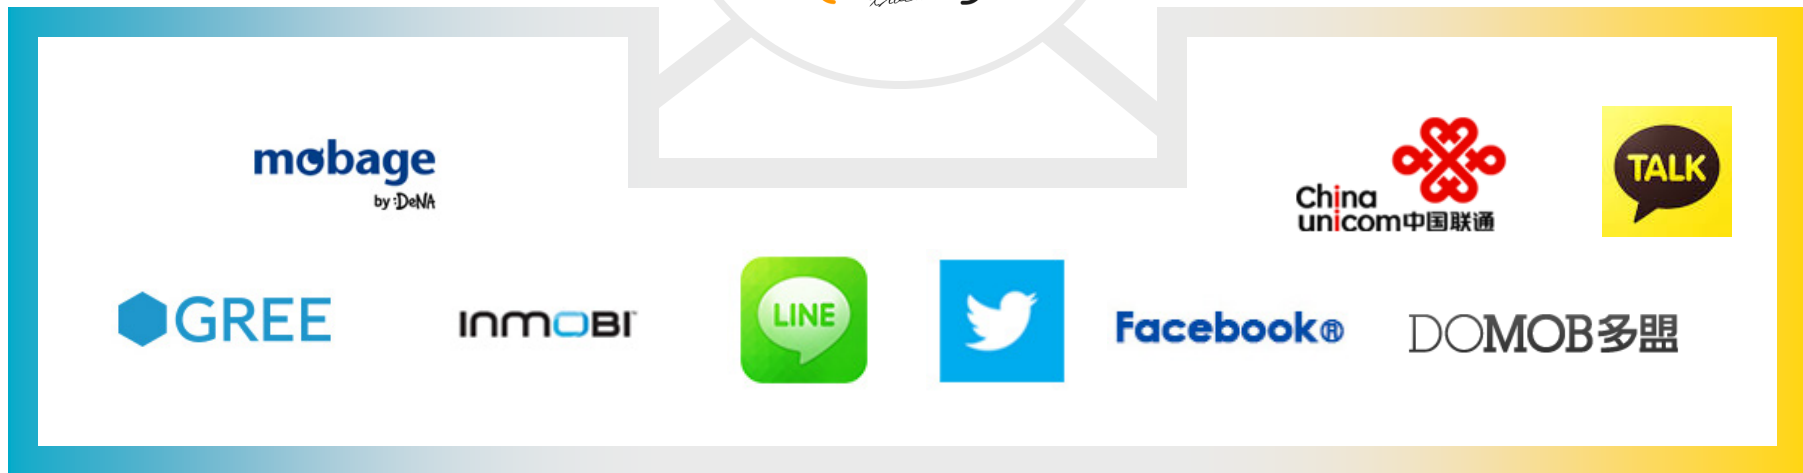 mobage
by :DeNA
China
unicom中国联通
TALK
GREE
INMOBI
LINE
Facebook®
DOMOB多盟